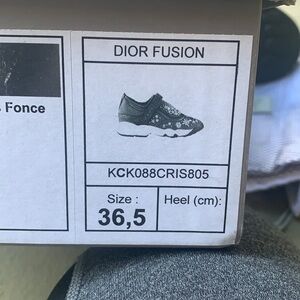 DIOR FUSION
Fonce
KCK088CRIS805
Size : Heel (cm):
36,5